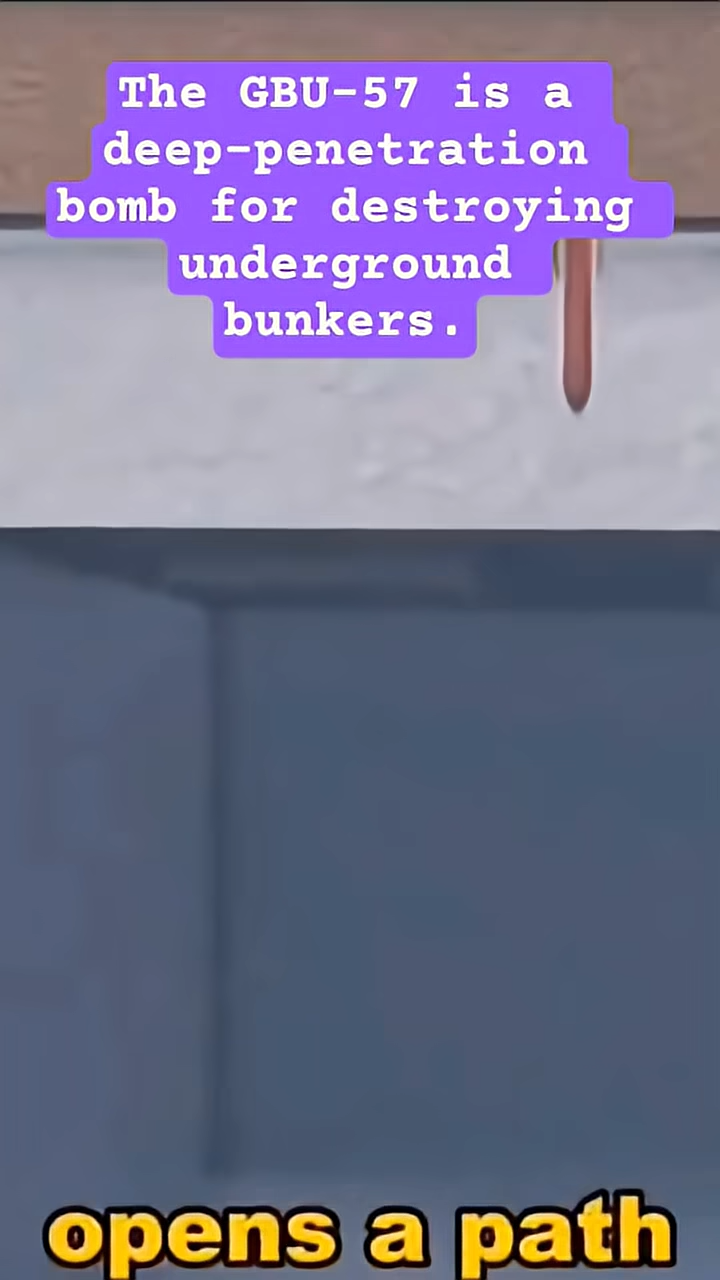 The GBU-57 is a
deep-penetration
bomb for destroying
underground
bunkers.
opens a path